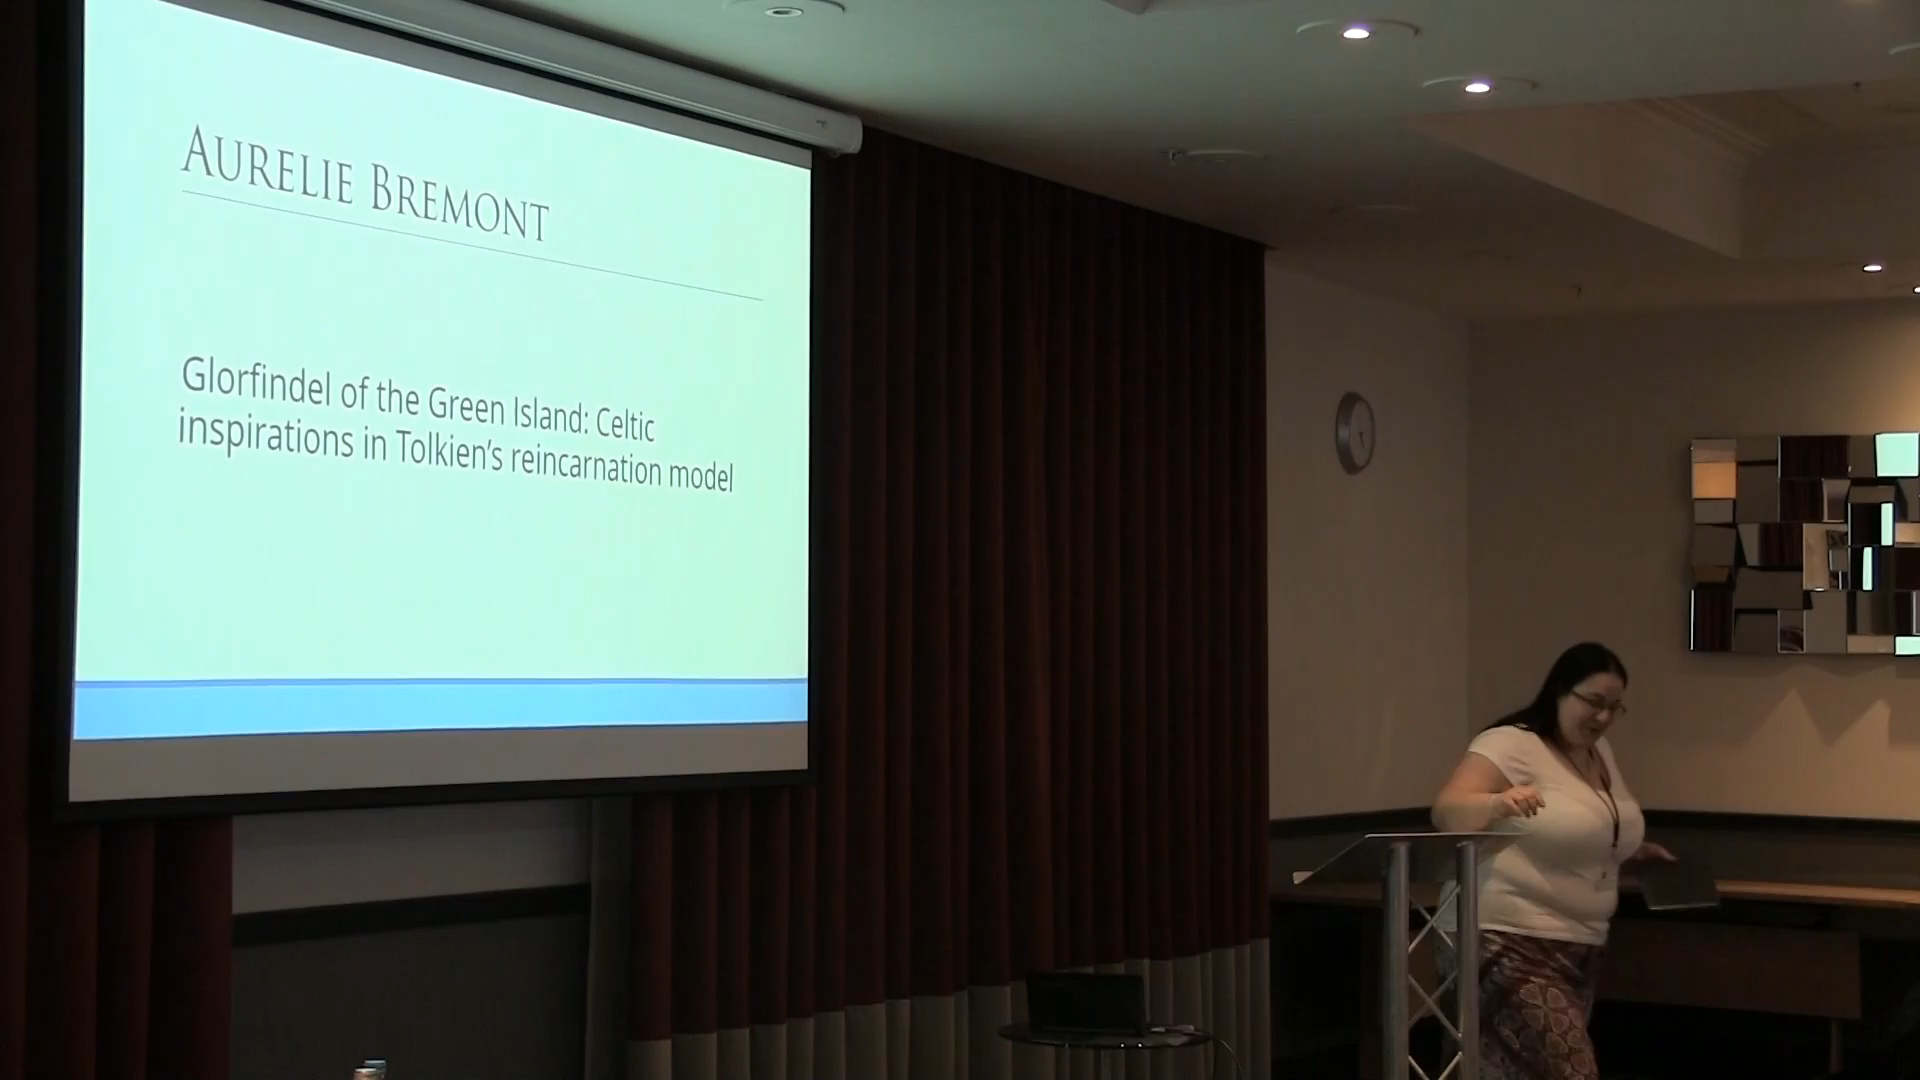 AURELIE BREMONT
Glorfindel of the Green Island: Celtic
inspirations in Tolkien's reincarnation model